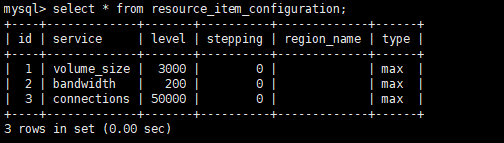 mysql> select * from resource_item_configuration;
+----+-------------+-------+----------+-------------+------+
| id | service     | level | stepping | region_name | type |
+----+-------------+-------+----------+-------------+------+
|  1 | volume_size |  3000 |        0 |             | max  |
|  2 | bandwidth   |   200 |        0 |             | max  |
|  3 | connections | 50000 |        0 |             | max  |
+----+-------------+-------+----------+-------------+------+
3 rows in set (0.00 sec)